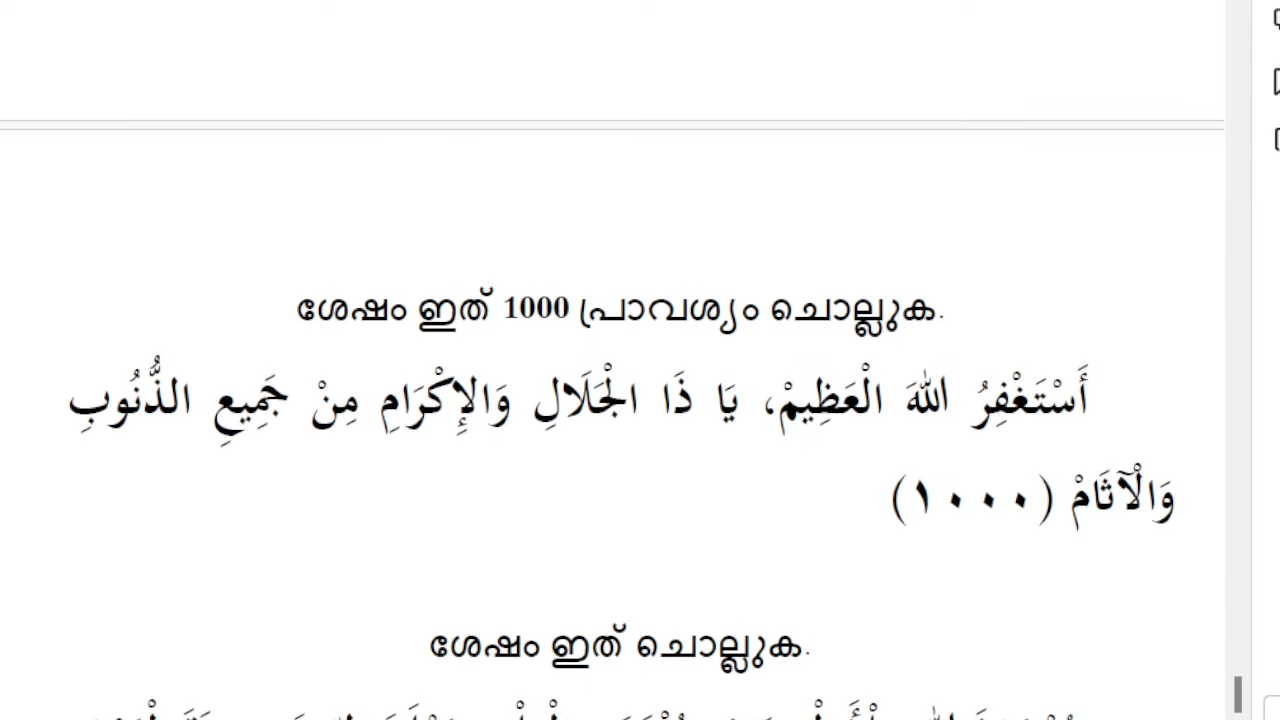 ശേഷം ഇത് 1000 പ്രാവശ്യം ചൊല്ലുക.
أَسْتَغْفِرُ اللهَ الْعَظِيمْ، يَا ذَا الْجَلَالِ وَالْإِكْرَامِ مِنْ جَمِيعِ الذُّنُوبِ
وَالْآثَامْ (١٠٠٠)
ശേഷം ഇത് ചൊല്ലുക.